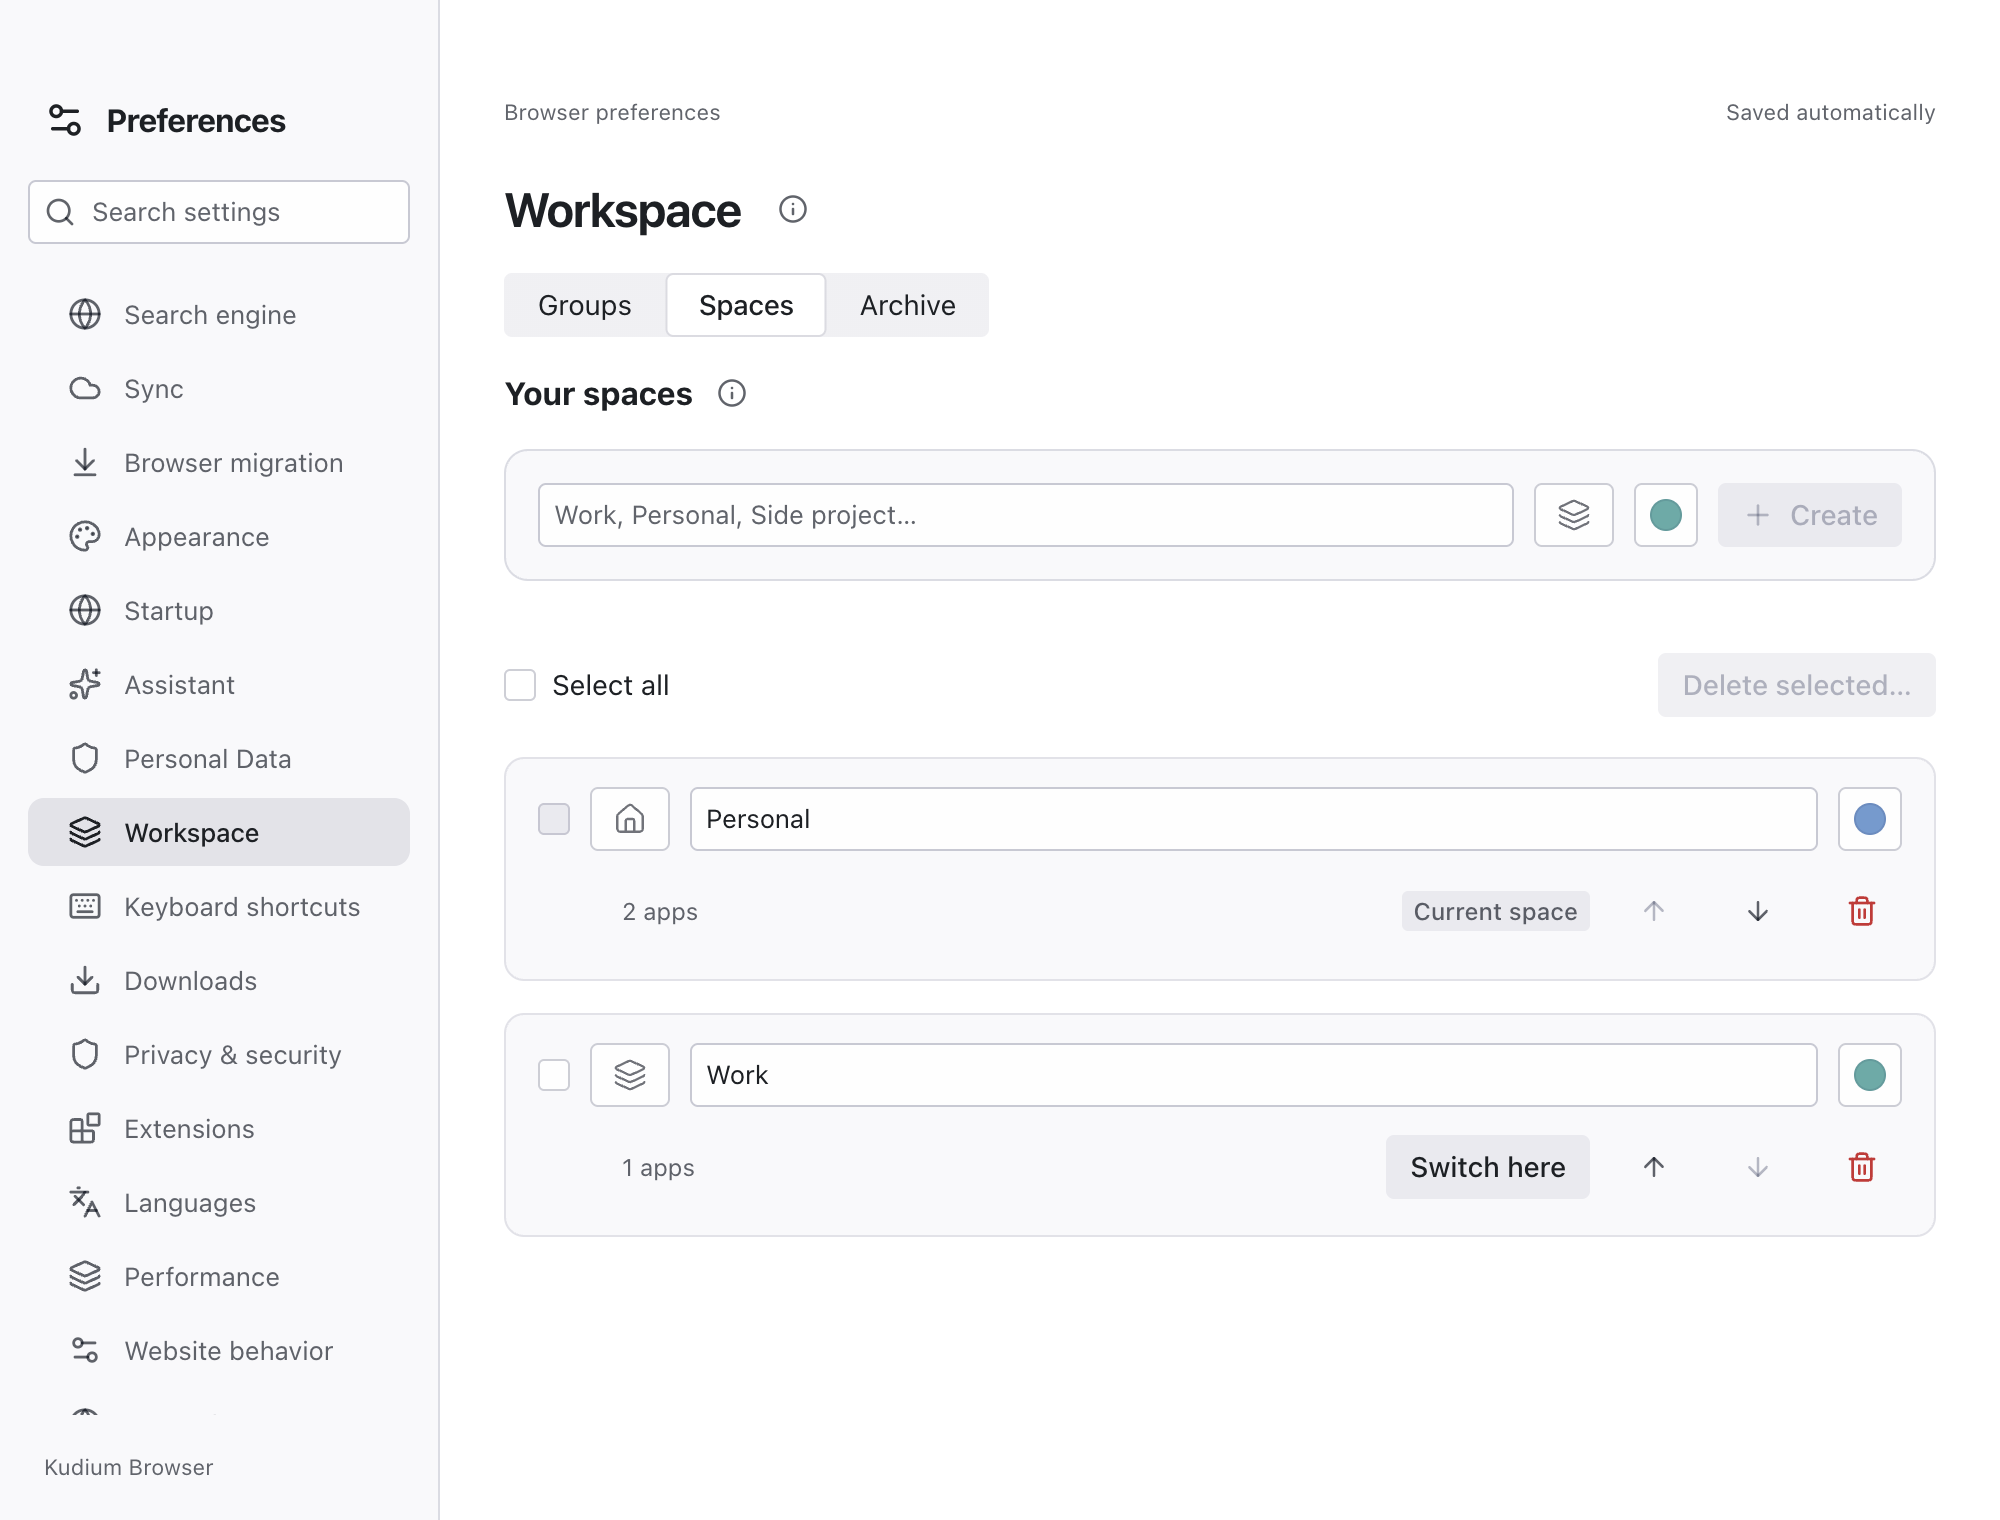 Preferences
Search settings
Search engine
Sync
Browser migration
Appearance
Startup
Assistant
Personal Data
Workspace
Keyboard shortcuts
Downloads
Privacy & security
Extensions
Languages
Performance
Website behavior
Kudium Browser
Browser preferences
Saved automatically
Workspace
Groups
Spaces
Archive
Your spaces
Work, Personal, Side project...
Create
Select all
Delete selected...
Personal
2 apps
Current space
Work
1 apps
Switch here